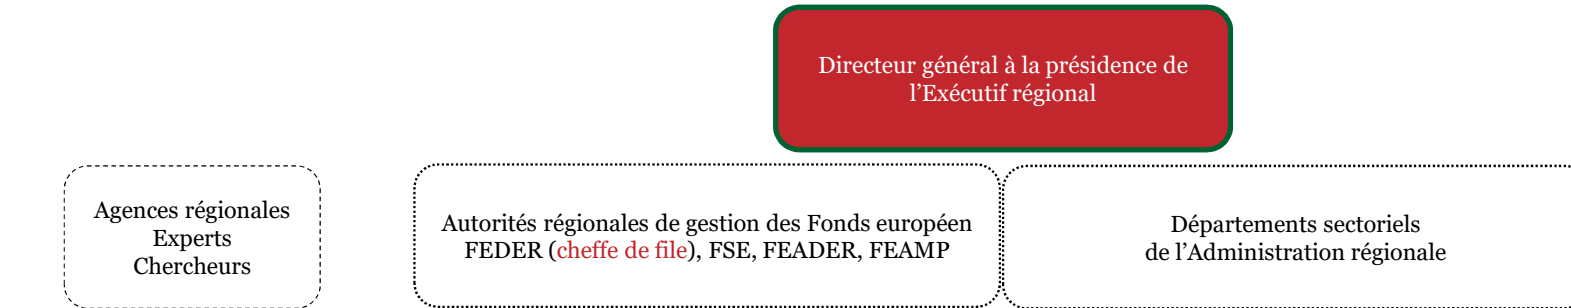 Directeur général à la présidence de
l’Exécutif régional
Agences régionales
Experts
Chercheurs
Autorités régionales de gestion des Fonds européen
FEDER (cheffe de file), FSE, FEADER, FEAMP
Départements sectoriels
de l’Administration régionale